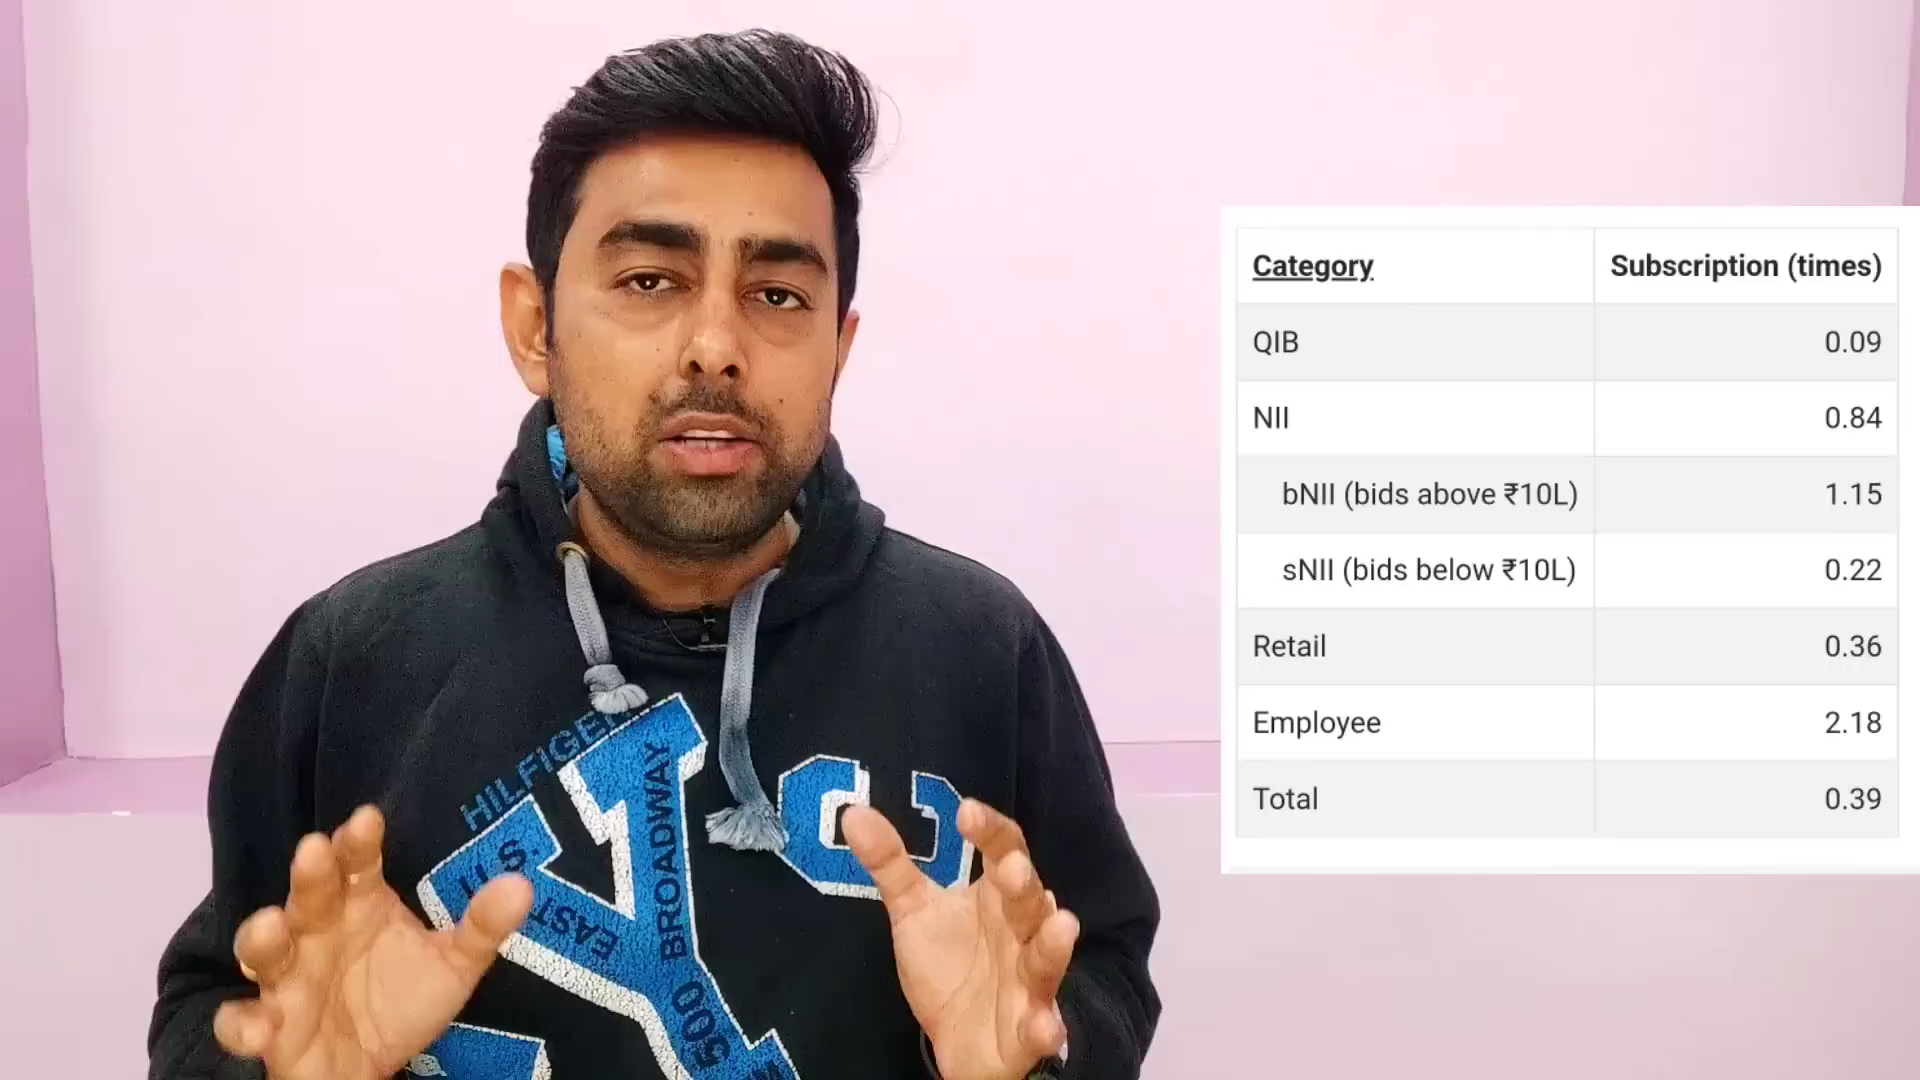 Category Subscription (times)
QIB 0.09
NII 0.84
bNII (bids above ₹10L) 1.15
sNII (bids below ₹10L) 0.22
Retail 0.36
Employee 2.18
Total 0.39
HILFIGER
U.S.
EAST
BROADWAY
500